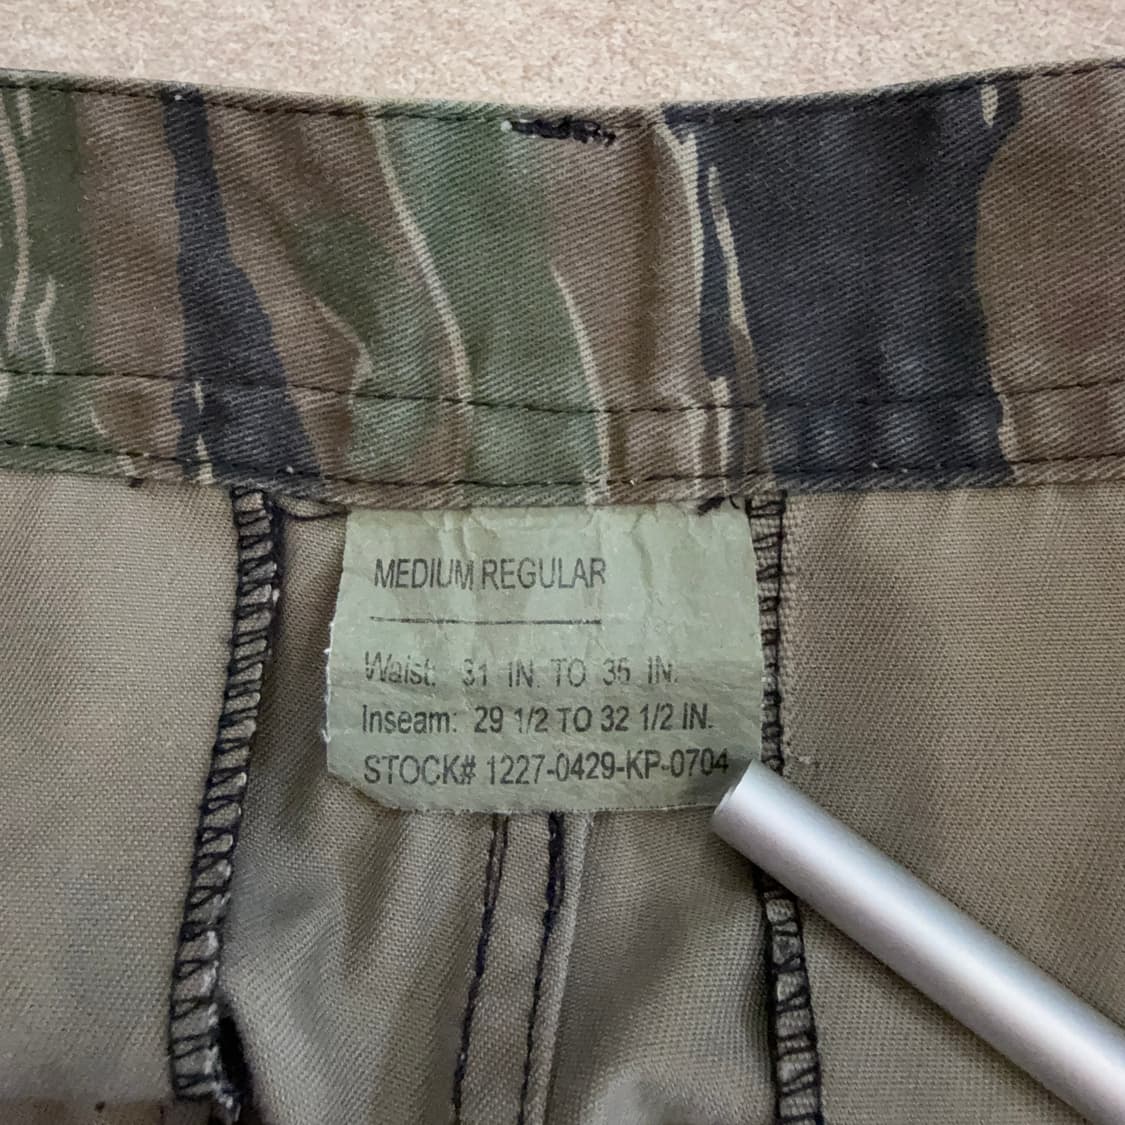 MEDIUM REGULAR
Waist: 31 IN. TO 35 IN.
Inseam: 29 1/2 TO 32 1/2 IN.
STOCK# 1227-0429-KP-0704